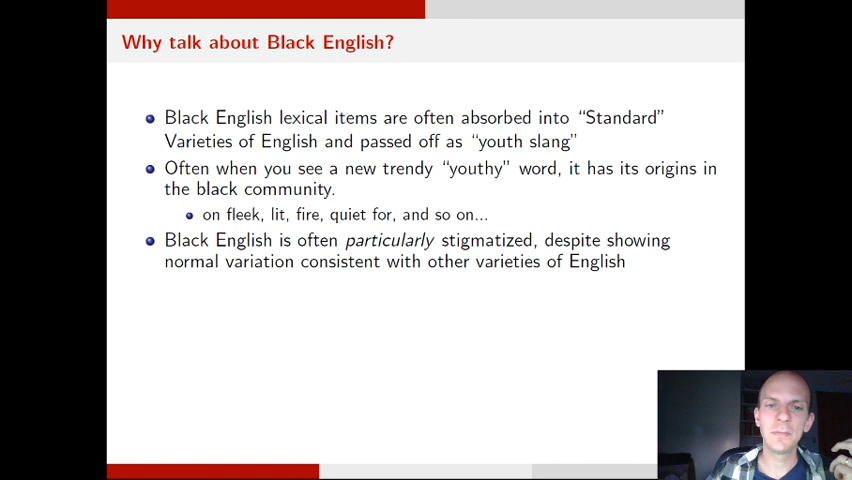 Why talk about Black English?
Black English lexical items are often absorbed into “Standard”
Varieties of English and passed off as “youth slang”
Often when you see a new trendy “youthy” word, it has its origins in
the black community.
on fleek, lit, fire, quiet for, and so on...
Black English is often particularly stigmatized, despite showing
normal variation consistent with other varieties of English